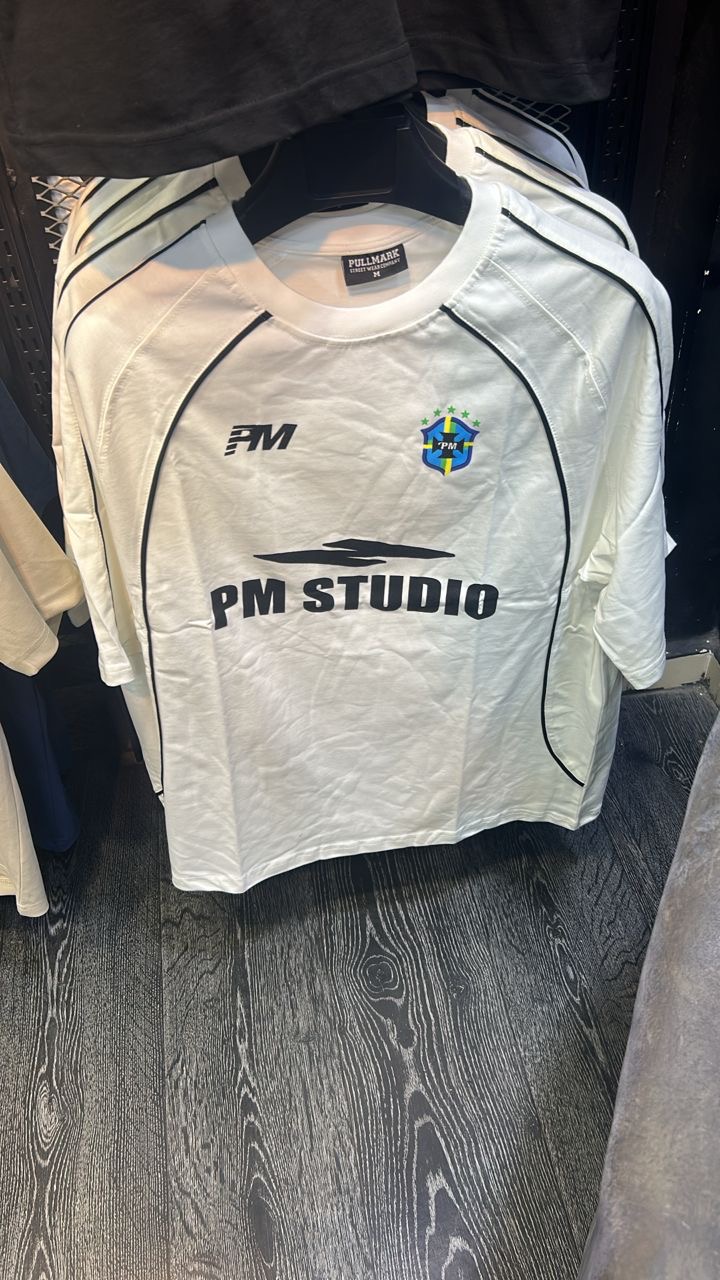 PULLMARK
STREET WEAR COMPANY
M
PM
PM
PM STUDIO